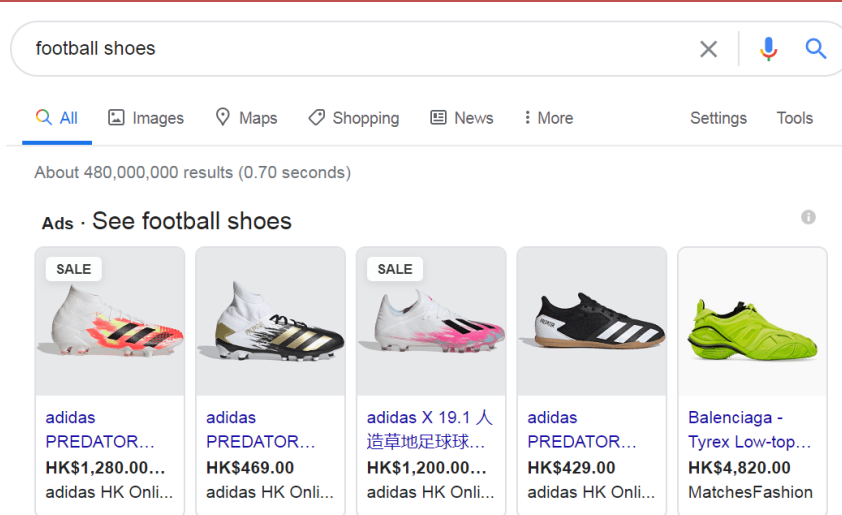 football shoes
All Images Maps Shopping News More Settings Tools
About 480,000,000 results (0.70 seconds)
Ads · See football shoes
SALE
SALE
adidas
PREDATOR…
HK$1,280.00…
adidas HK Onli...
adidas
PREDATOR…
HK$469.00
adidas HK Onli...
adidas X 19.1 人
造草地足球球…
HK$1,200.00…
adidas HK Onli...
adidas
PREDATOR…
HK$429.00
adidas HK Onli...
Balenciaga -
Tyrex Low-top…
HK$4,820.00
MatchesFashion